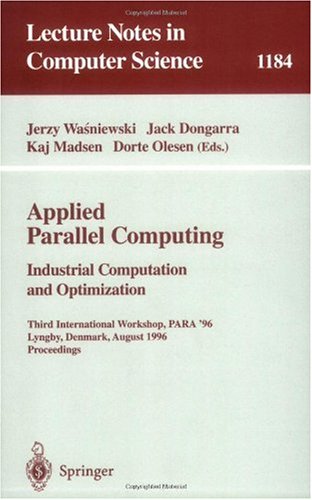 Lecture Notes in
Computer Science
1184
Jerzy Waśniewski Jack Dongarra
Kaj Madsen Dorte Olesen (Eds.)
Applied
Parallel Computing
Industrial Computation
and Optimization
Third International Workshop, PARA '96
Lyngby, Denmark, August 1996
Proceedings
Springer